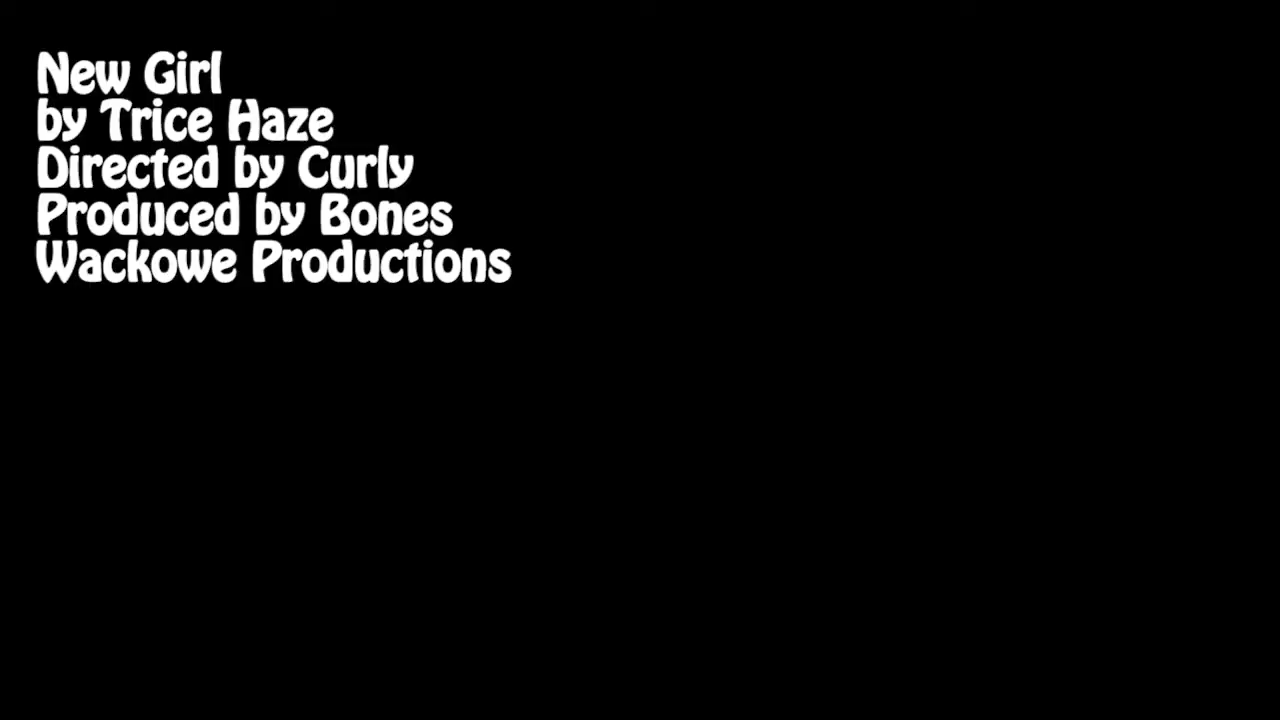 New Girl
by Trice Haze
Directed by Curly
Produced by Bones
Wackowe Productions